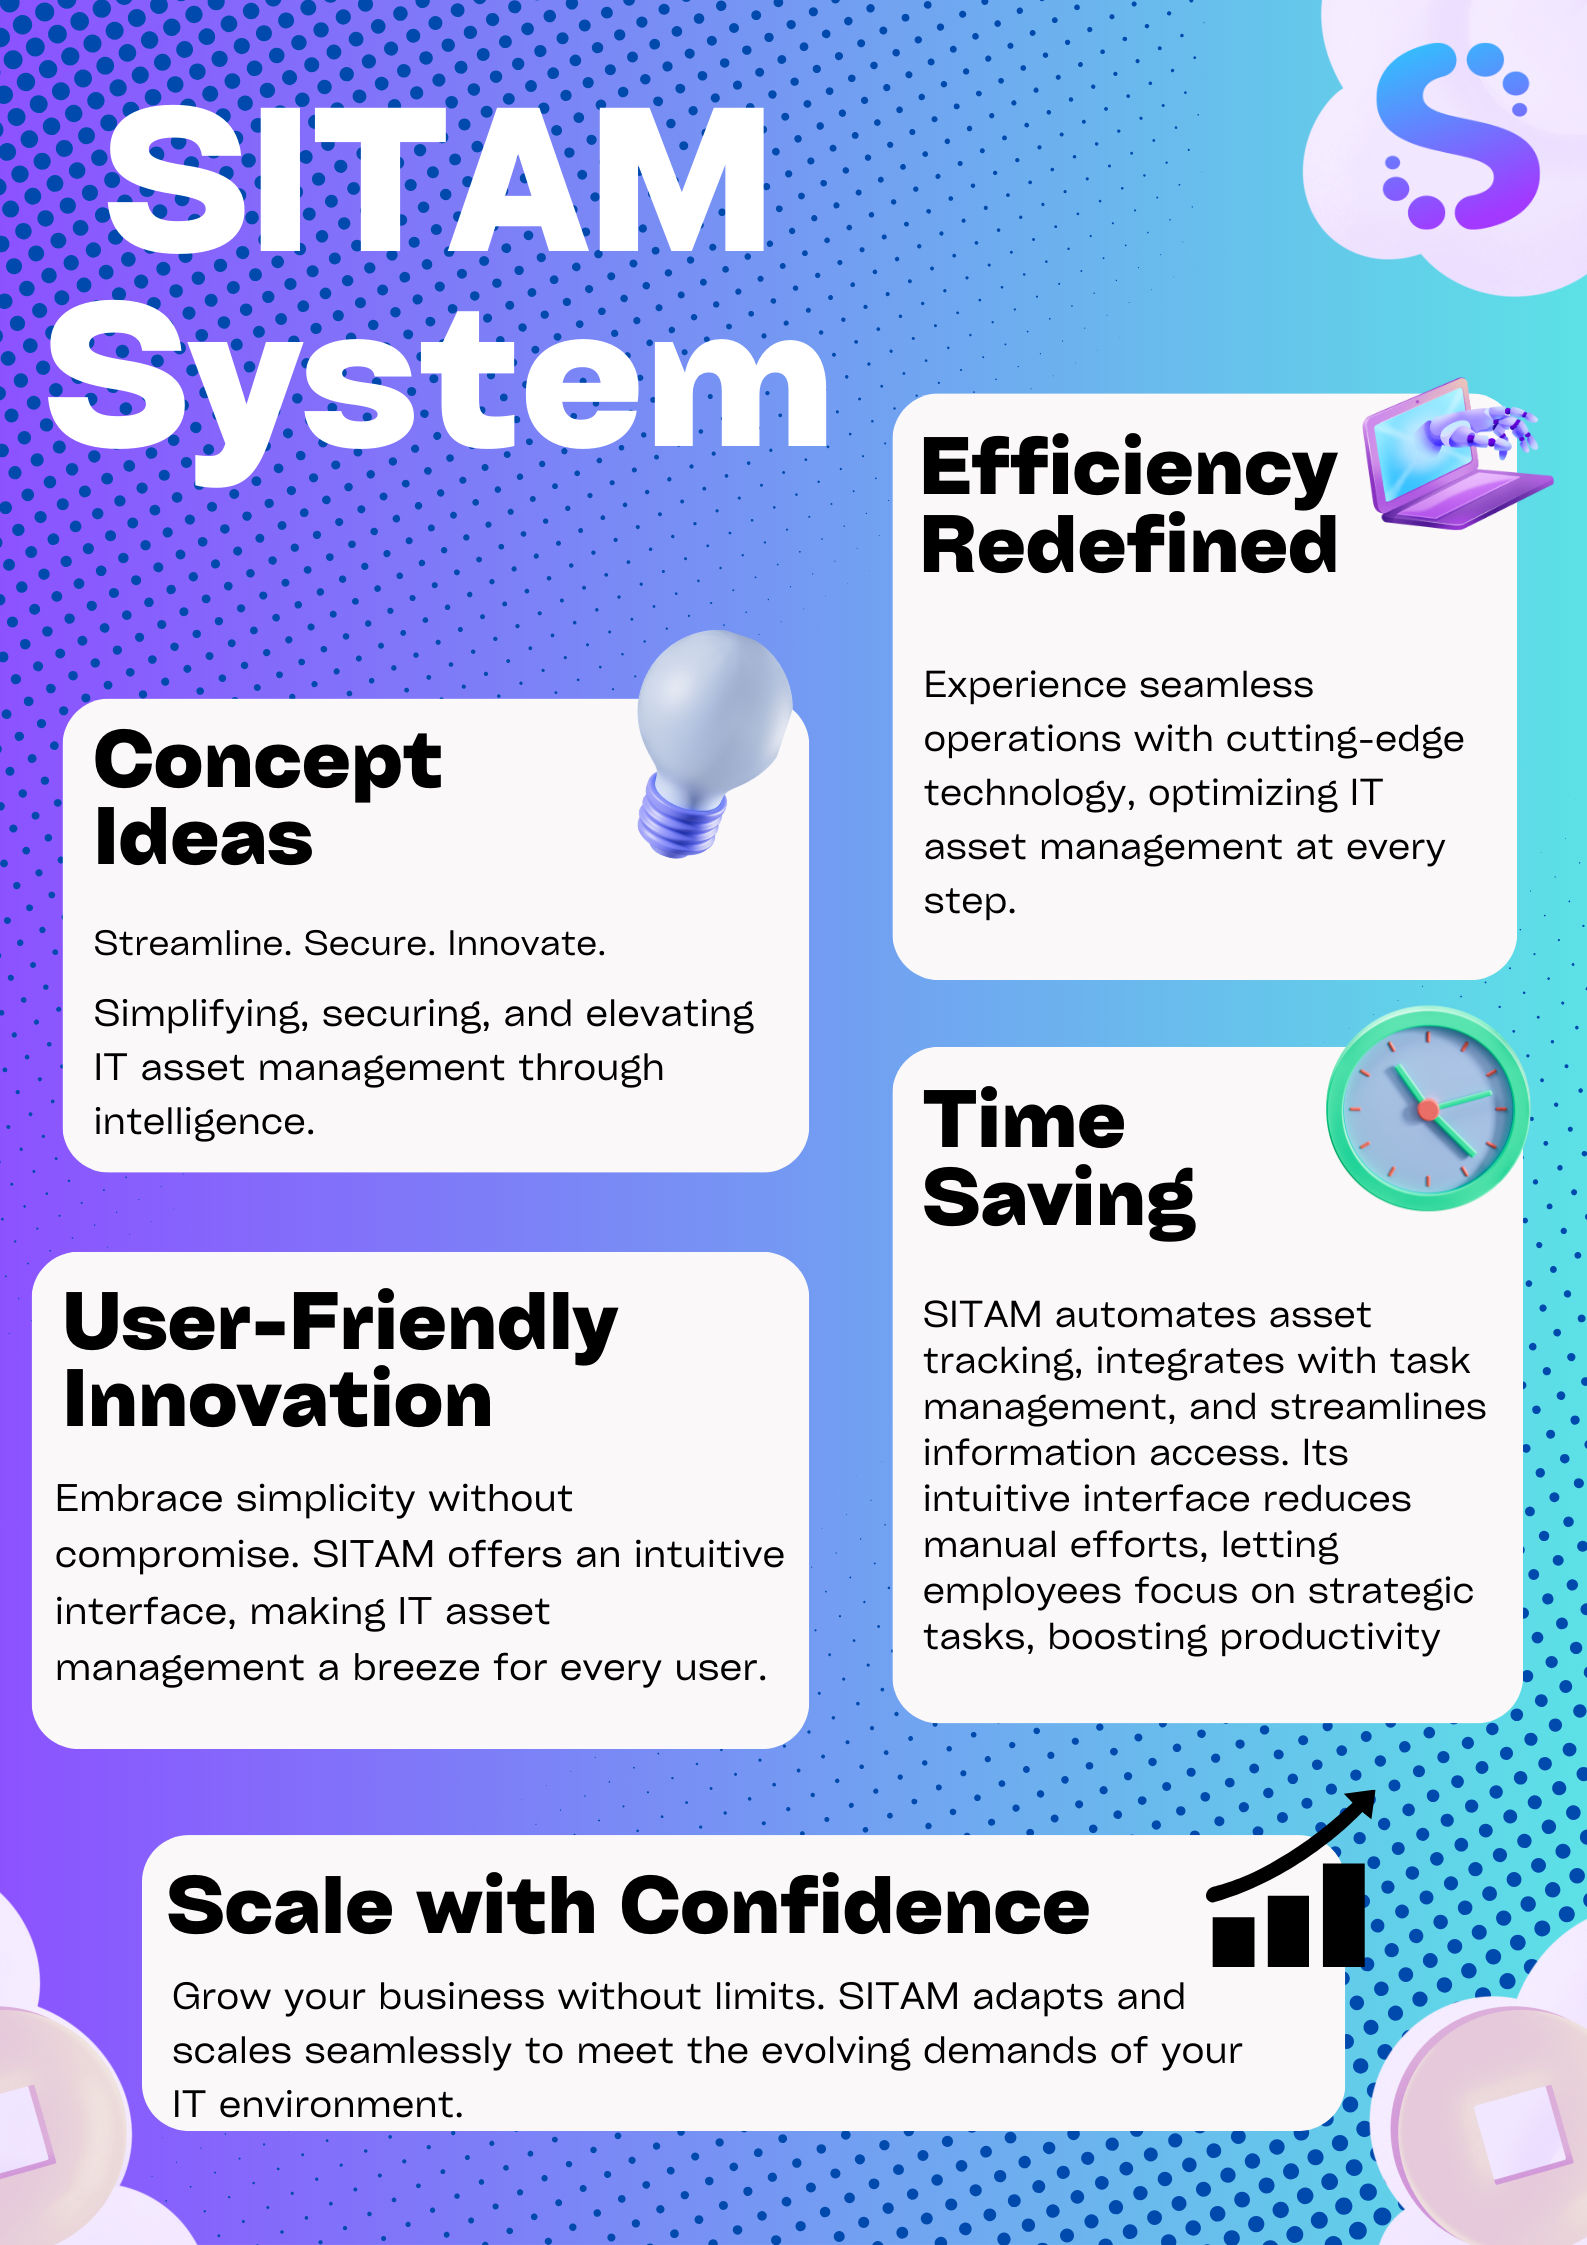 SITAM
System
Efficiency
Redefined
Experience seamless
operations with cutting-edge
technology, optimizing IT
asset management at every
step.
Concept
Ideas
Streamline. Secure. Innovate.
Simplifying, securing, and elevating
IT asset management through
intelligence.
Time
Saving
SITAM automates asset
tracking, integrates with task
management, and streamlines
information access. Its
intuitive interface reduces
manual efforts, letting
employees focus on strategic
tasks, boosting productivity
User-Friendly
Innovation
Embrace simplicity without
compromise. SITAM offers an intuitive
interface, making IT asset
management a breeze for every user.
Scale with Confidence
Grow your business without limits. SITAM adapts and
scales seamlessly to meet the evolving demands of your
IT environment.